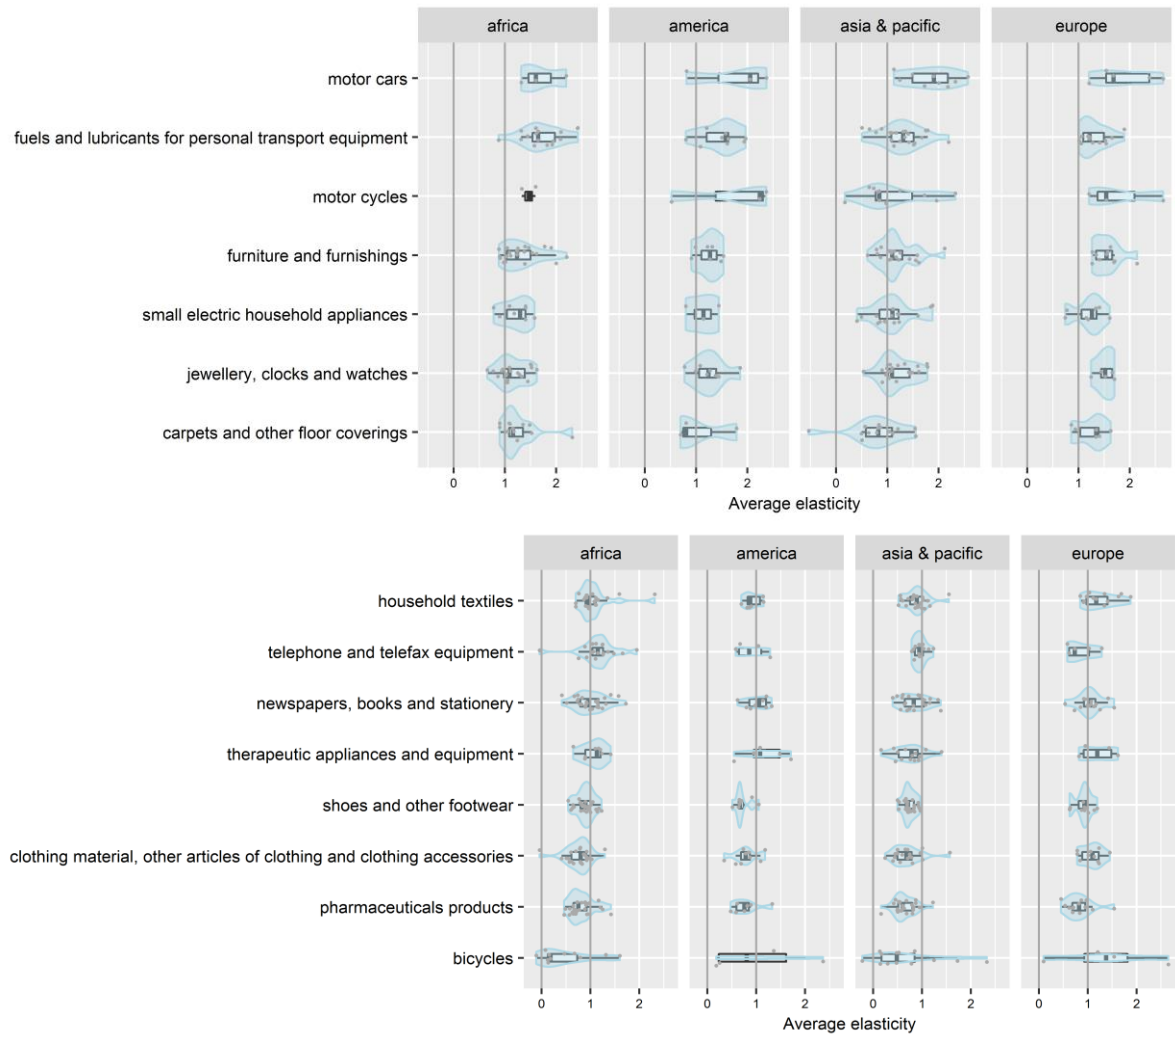 africa america asia & pacific europe
motor cars
fuels and lubricants for personal transport equipment
motor cycles
furniture and furnishings
small electric household appliances
jewellery, clocks and watches
carpets and other floor coverings
0 1 2 0 1 2 0 1 2 0 1 2
Average elasticity
africa america asia & pacific europe
household textiles
telephone and telefax equipment
newspapers, books and stationery
therapeutic appliances and equipment
shoes and other footwear
clothing material, other articles of clothing and clothing accessories
pharmaceuticals products
bicycles
0 1 2 0 1 2 0 1 2 0 1 2
Average elasticity